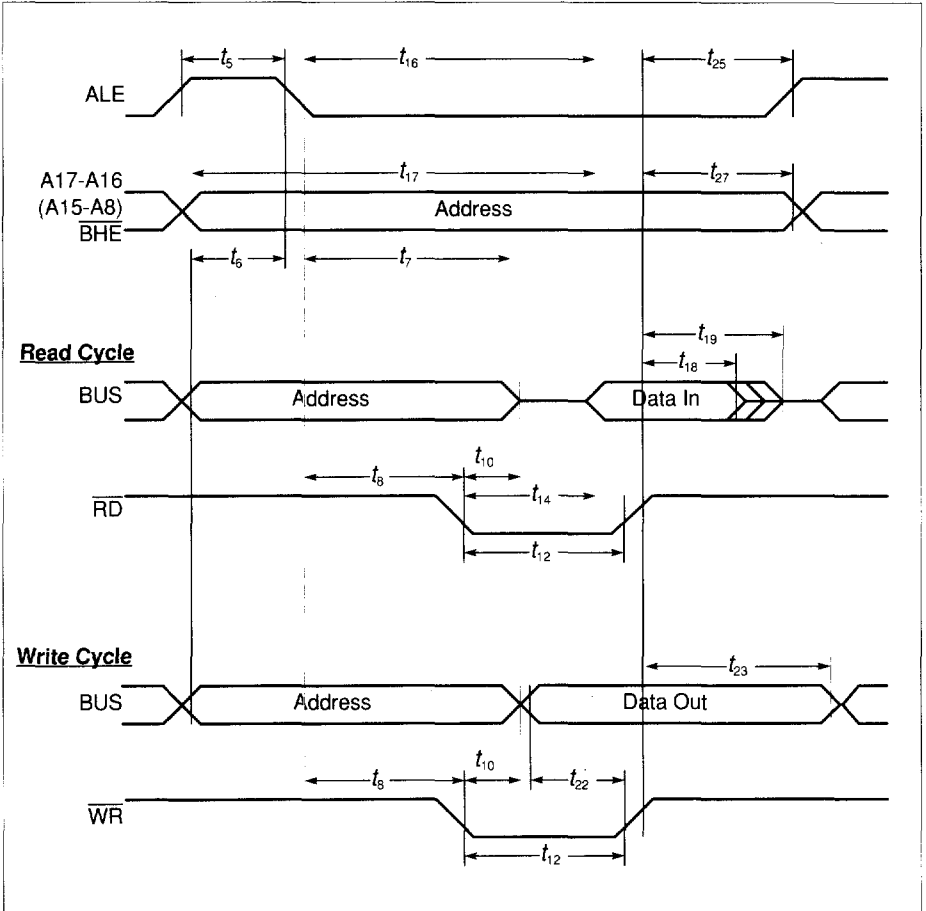 t5 t16 t25
ALE
A17-A16
(A15-A8)
BHE
t17 t27
Address
t6 t7
t19
Read Cycle
t18
BUS Address Data In
t10
t8
t14
RD
t12
Write Cycle
t23
BUS Address Data Out
t10
t8 t22
WR
t12